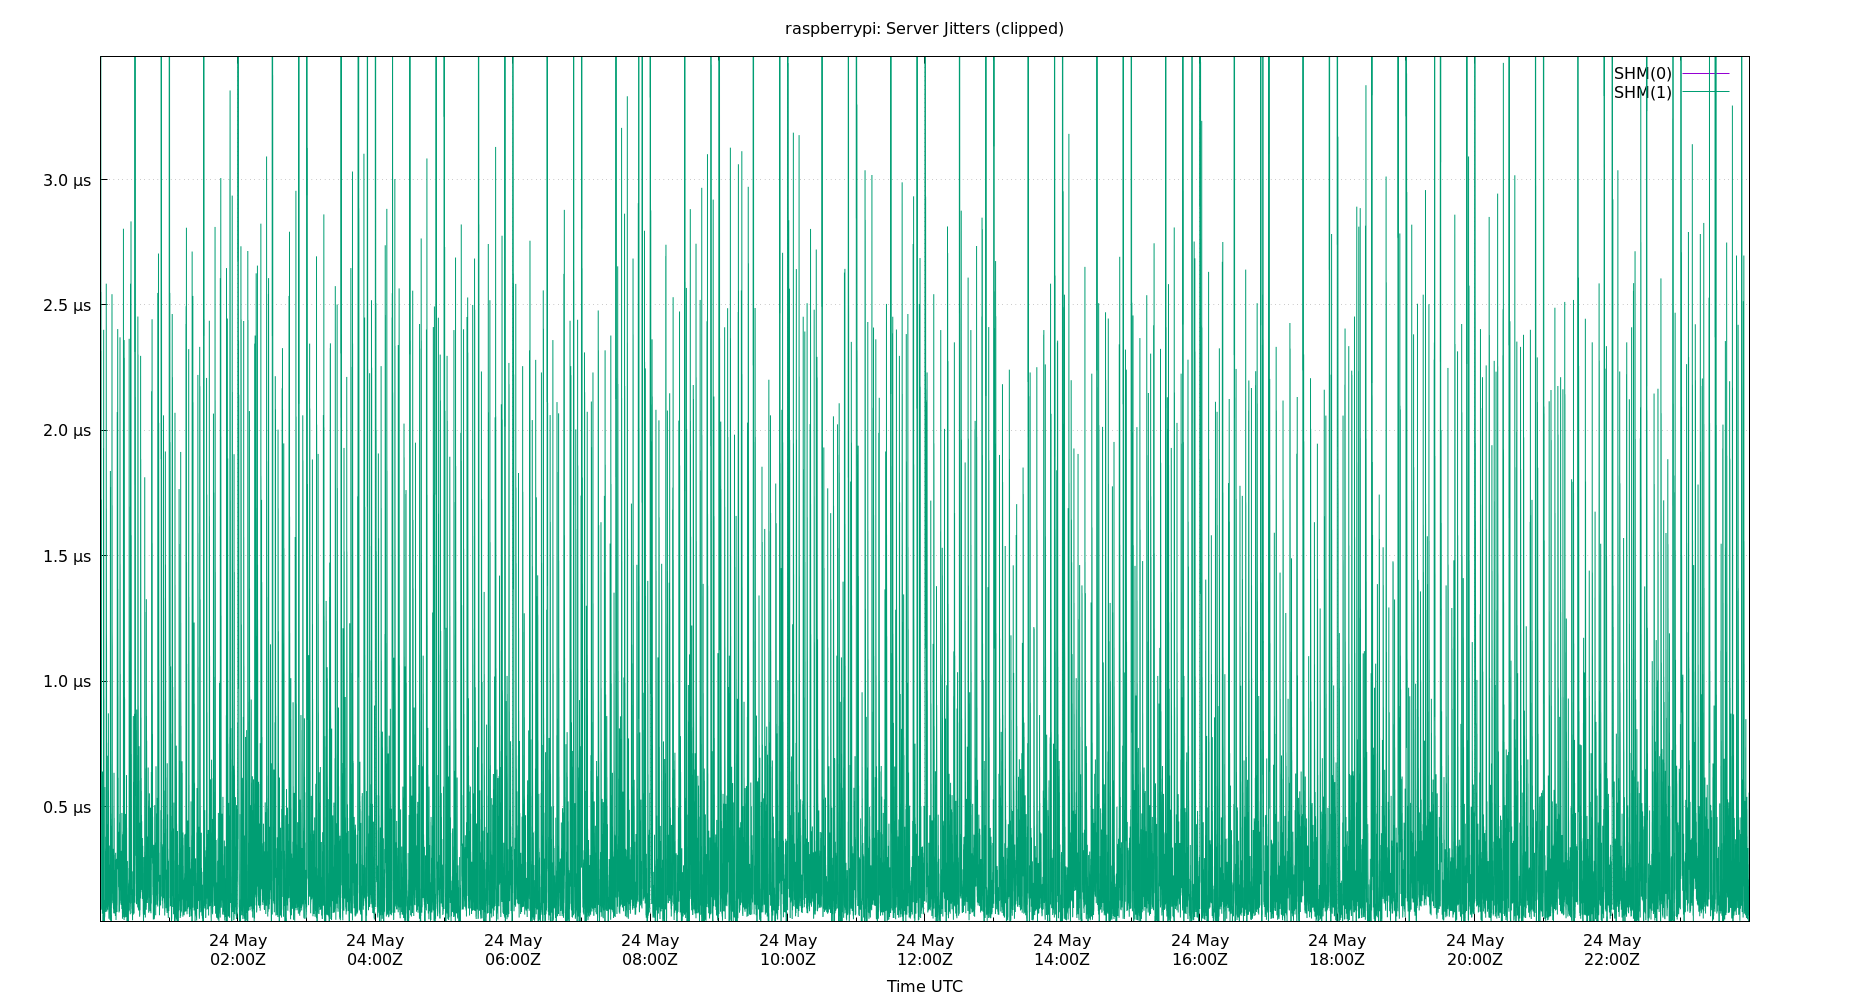 raspberrypi: Server Jitters (clipped)
SHM(0)
SHM(1)
3.0 µs
2.5 µs
2.0 µs
1.5 µs
1.0 µs
0.5 µs
24 May 24 May 24 May 24 May 24 May 24 May 24 May 24 May 24 May 24 May 24 May
02:00Z 04:00Z 06:00Z 08:00Z 10:00Z 12:00Z 14:00Z 16:00Z 18:00Z 20:00Z 22:00Z
Time UTC